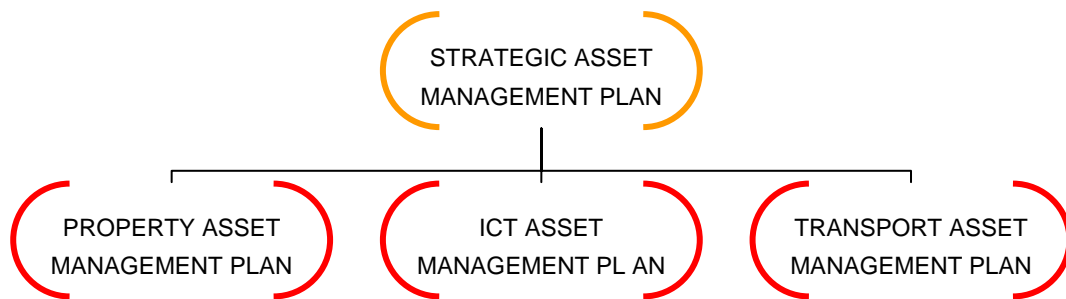 STRATEGIC ASSET
MANAGEMENT PLAN
PROPERTY ASSET
MANAGEMENT PLAN
ICT ASSET
MANAGEMENT PL AN
TRANSPORT ASSET
MANAGEMENT PLAN